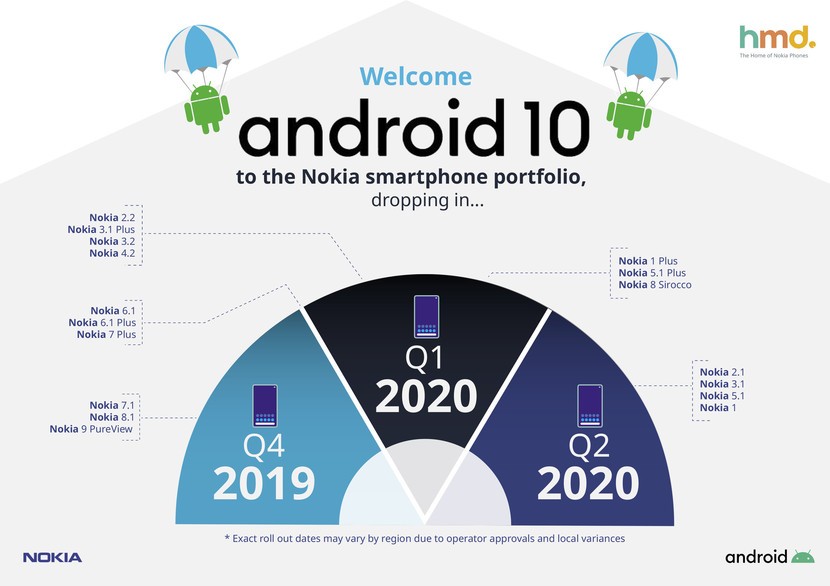 hmd.
The Home of Nokia Phones
Welcome
android 10
to the Nokia smartphone portfolio,
dropping in...
Nokia 2.2
Nokia 3.1 Plus
Nokia 3.2
Nokia 4.2
Nokia 6.1
Nokia 6.1 Plus
Nokia 7 Plus
Nokia 7.1
Nokia 8.1
Nokia 9 PureView
Q4
2019
Q1
2020
Q2
2020
Nokia 1 Plus
Nokia 5.1 Plus
Nokia 8 Sirocco
Nokia 2.1
Nokia 3.1
Nokia 5.1
Nokia 1
* Exact roll out dates may vary by region due to operator approvals and local variances
NOKIA
android